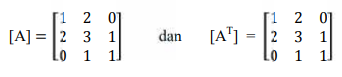 [A] = [1 2 0; 2 3 1; 0 1 1] dan [Aᵀ] = [1 2 0; 2 3 1; 0 1 1]